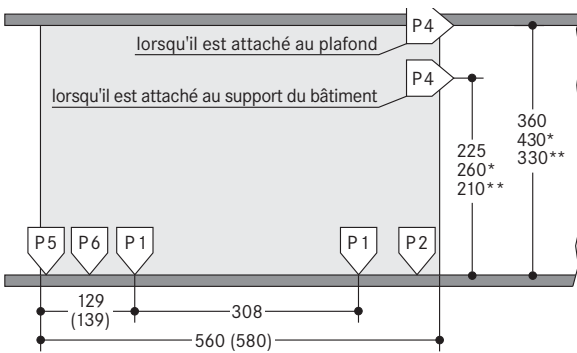 P4
lorsqu'il est attaché au plafond
P4
lorsqu'il est attaché au support du bâtiment
360
430*
330**
225
260*
210**
P5 P6 P1 P1 P2
129
(139)
308
560 (580)